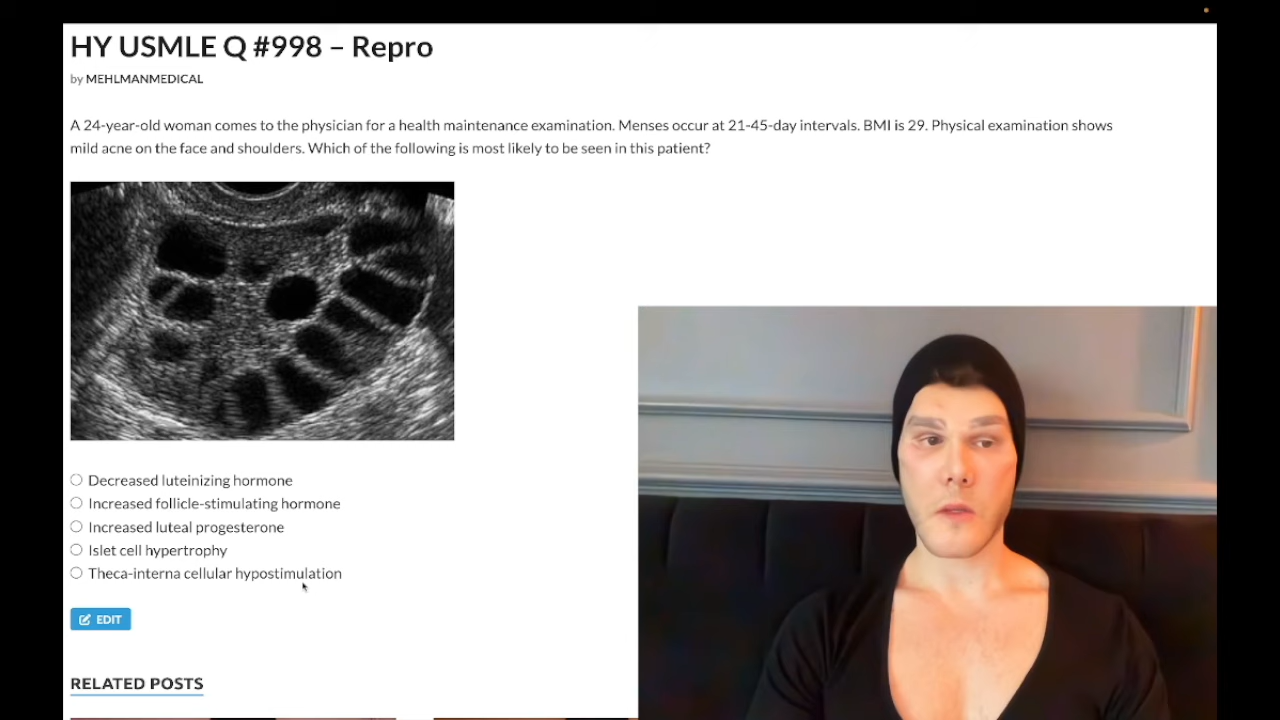 HY USMLE Q #998 – Repro
by MEHLMANMEDICAL
A 24-year-old woman comes to the physician for a health maintenance examination. Menses occur at 21-45-day intervals. BMI is 29. Physical examination shows
mild acne on the face and shoulders. Which of the following is most likely to be seen in this patient?
Decreased luteinizing hormone
Increased follicle-stimulating hormone
Increased luteal progesterone
Islet cell hypertrophy
Theca-interna cellular hypostimulation
EDIT
RELATED POSTS